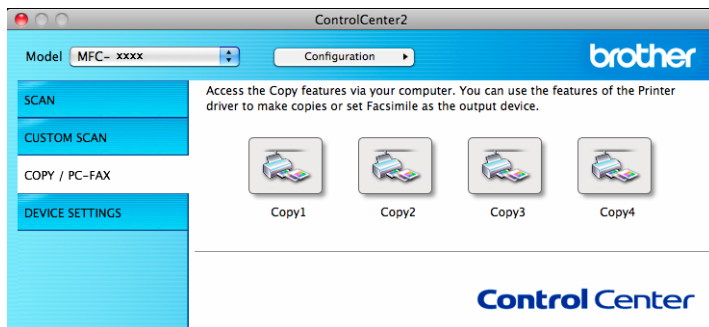 ControlCenter2
Model MFC- xxxx Configuration brother
SCAN
CUSTOM SCAN
COPY / PC-FAX
DEVICE SETTINGS
Access the Copy features via your computer. You can use the features of the Printer
driver to make copies or set Facsimile as the output device.
Copy1 Copy2 Copy3 Copy4
Control Center